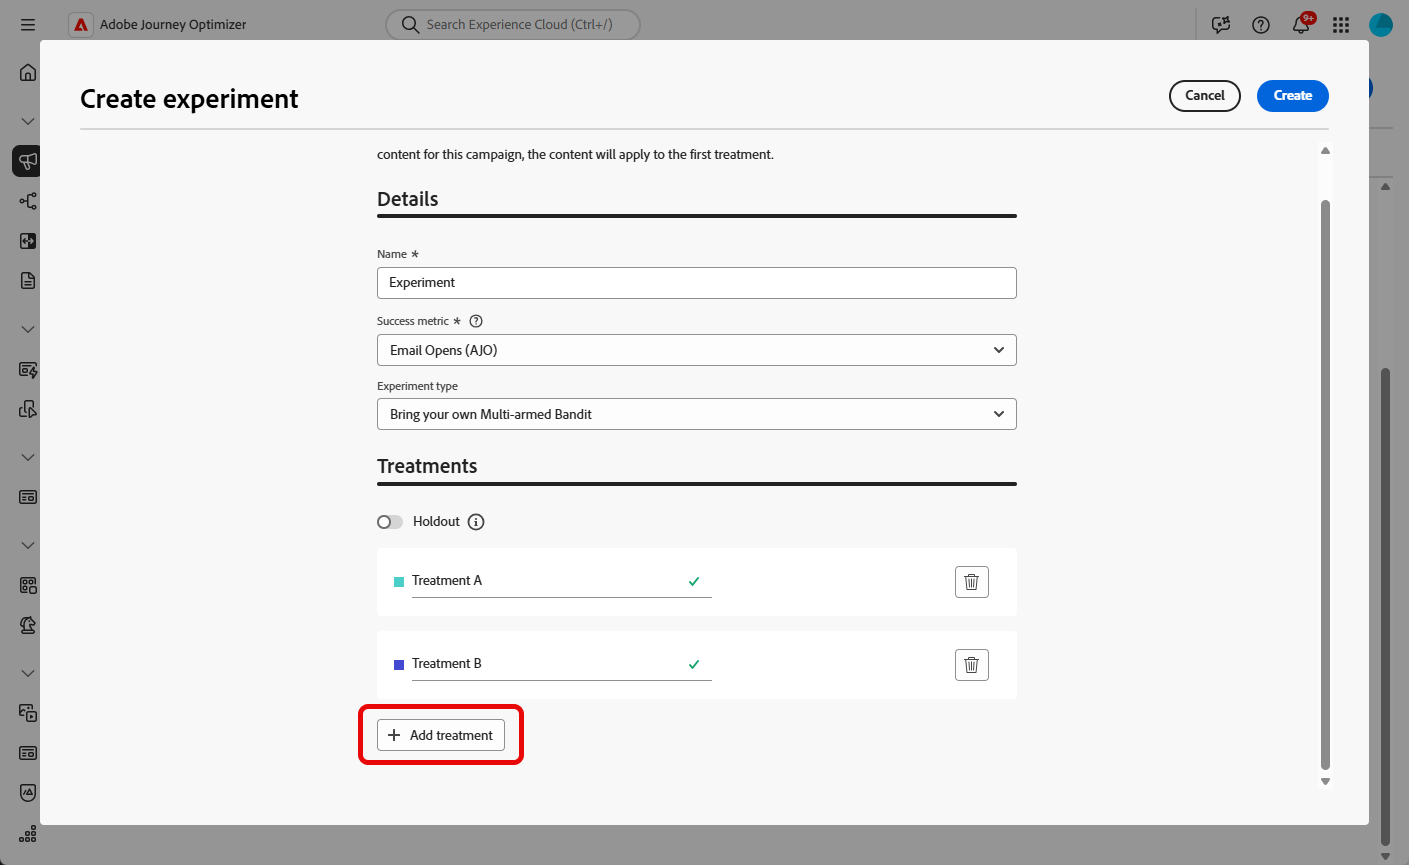 Adobe Journey Optimizer
Search Experience Cloud (Ctrl+/)
9+
Create experiment
Cancel
Create
content for this campaign, the content will apply to the first treatment.
Details
Name *
Experiment
Success metric *
Email Opens (AJO)
Experiment type
Bring your own Multi-armed Bandit
Treatments
Holdout
Treatment A
Treatment B
+ Add treatment